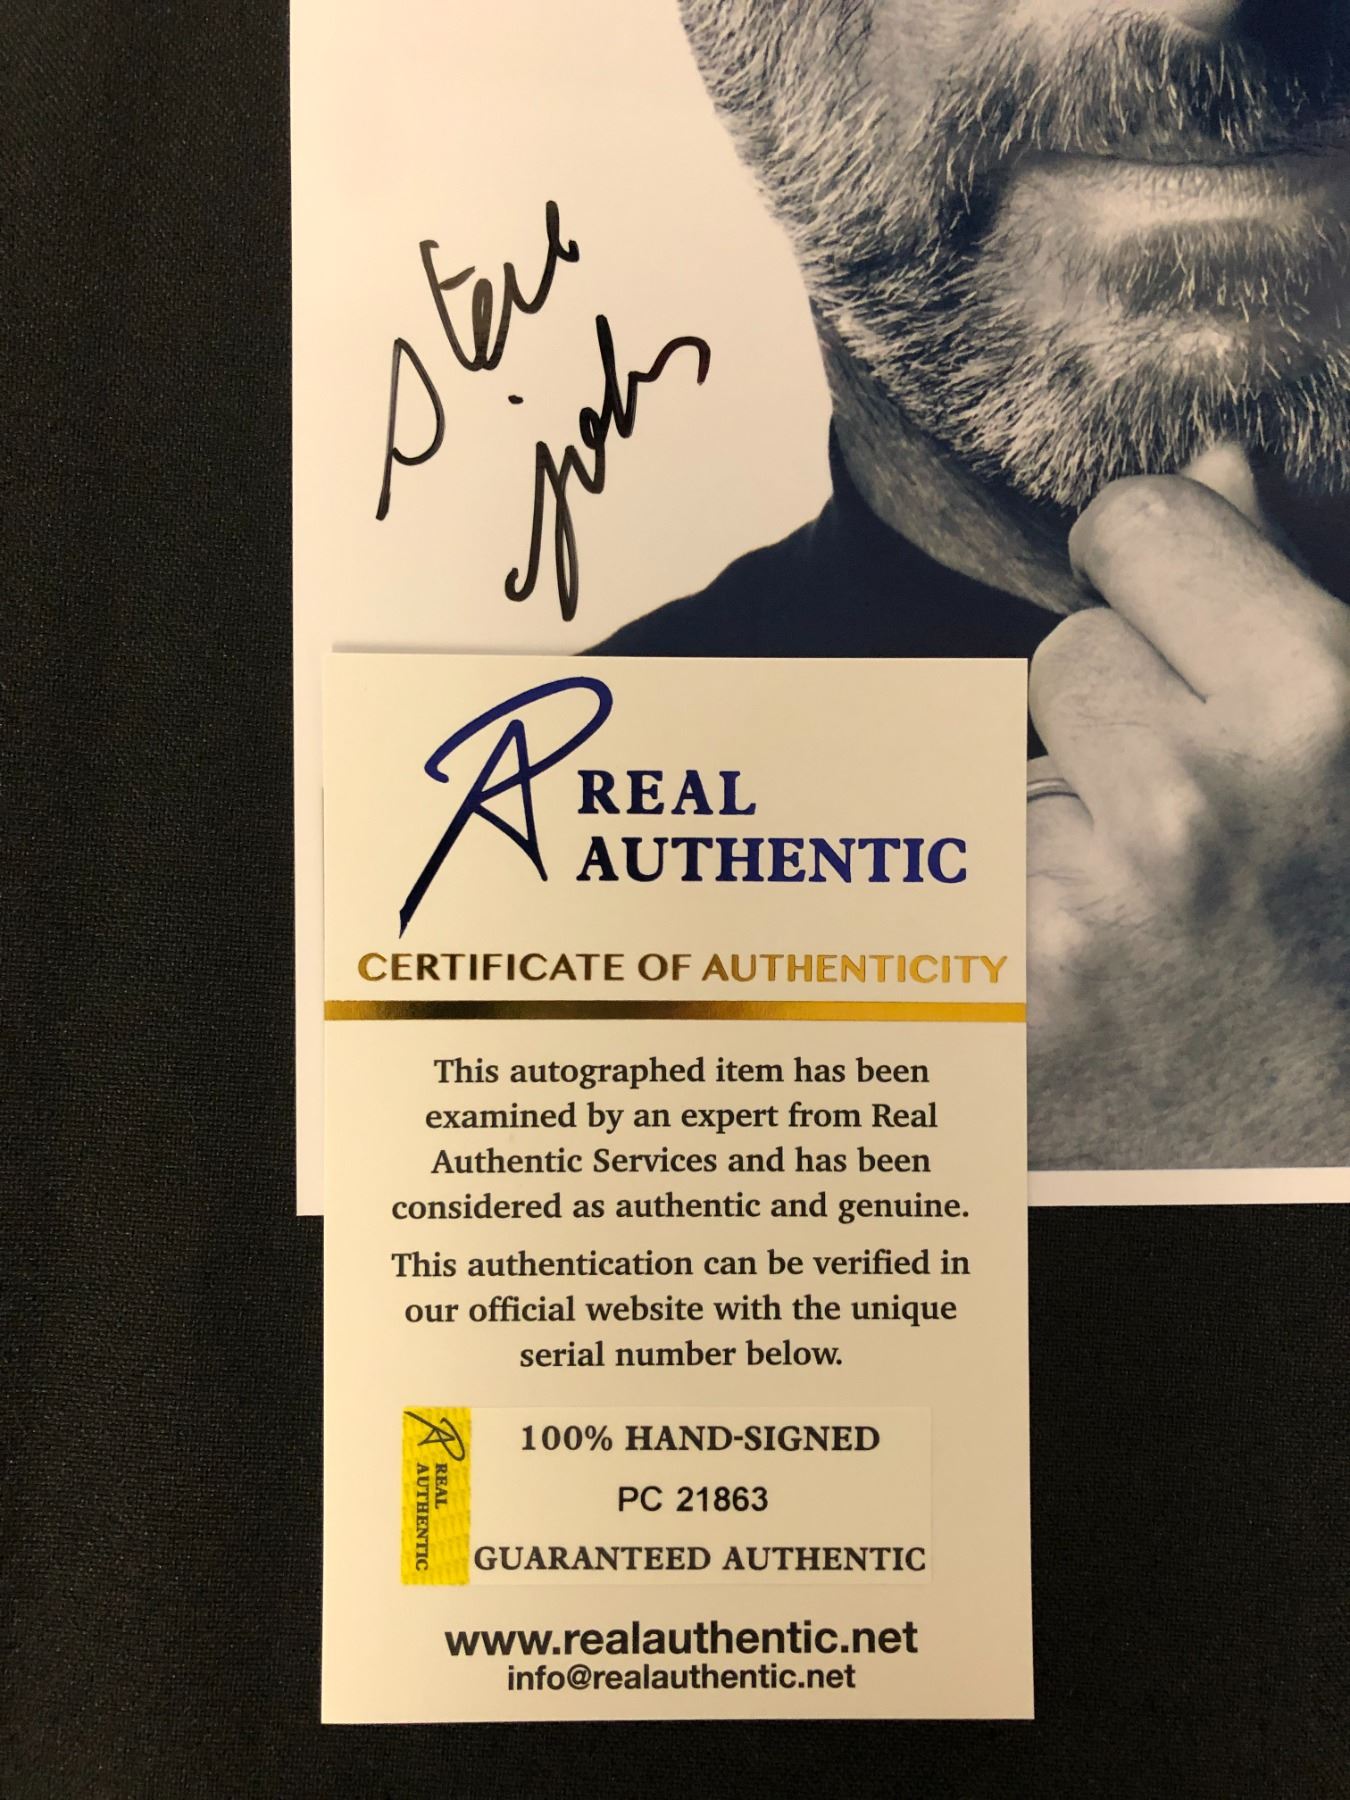 steve
jobs
REAL
AUTHENTIC
CERTIFICATE OF AUTHENTICITY
This autographed item has been
examined by an expert from Real
Authentic Services and has been
considered as authentic and genuine.
This authentication can be verified in
our official website with the unique
serial number below.
REAL
AUTHENTIC
100% HAND-SIGNED
PC 21863
GUARANTEED AUTHENTIC
www.realauthentic.net
info@realauthentic.net